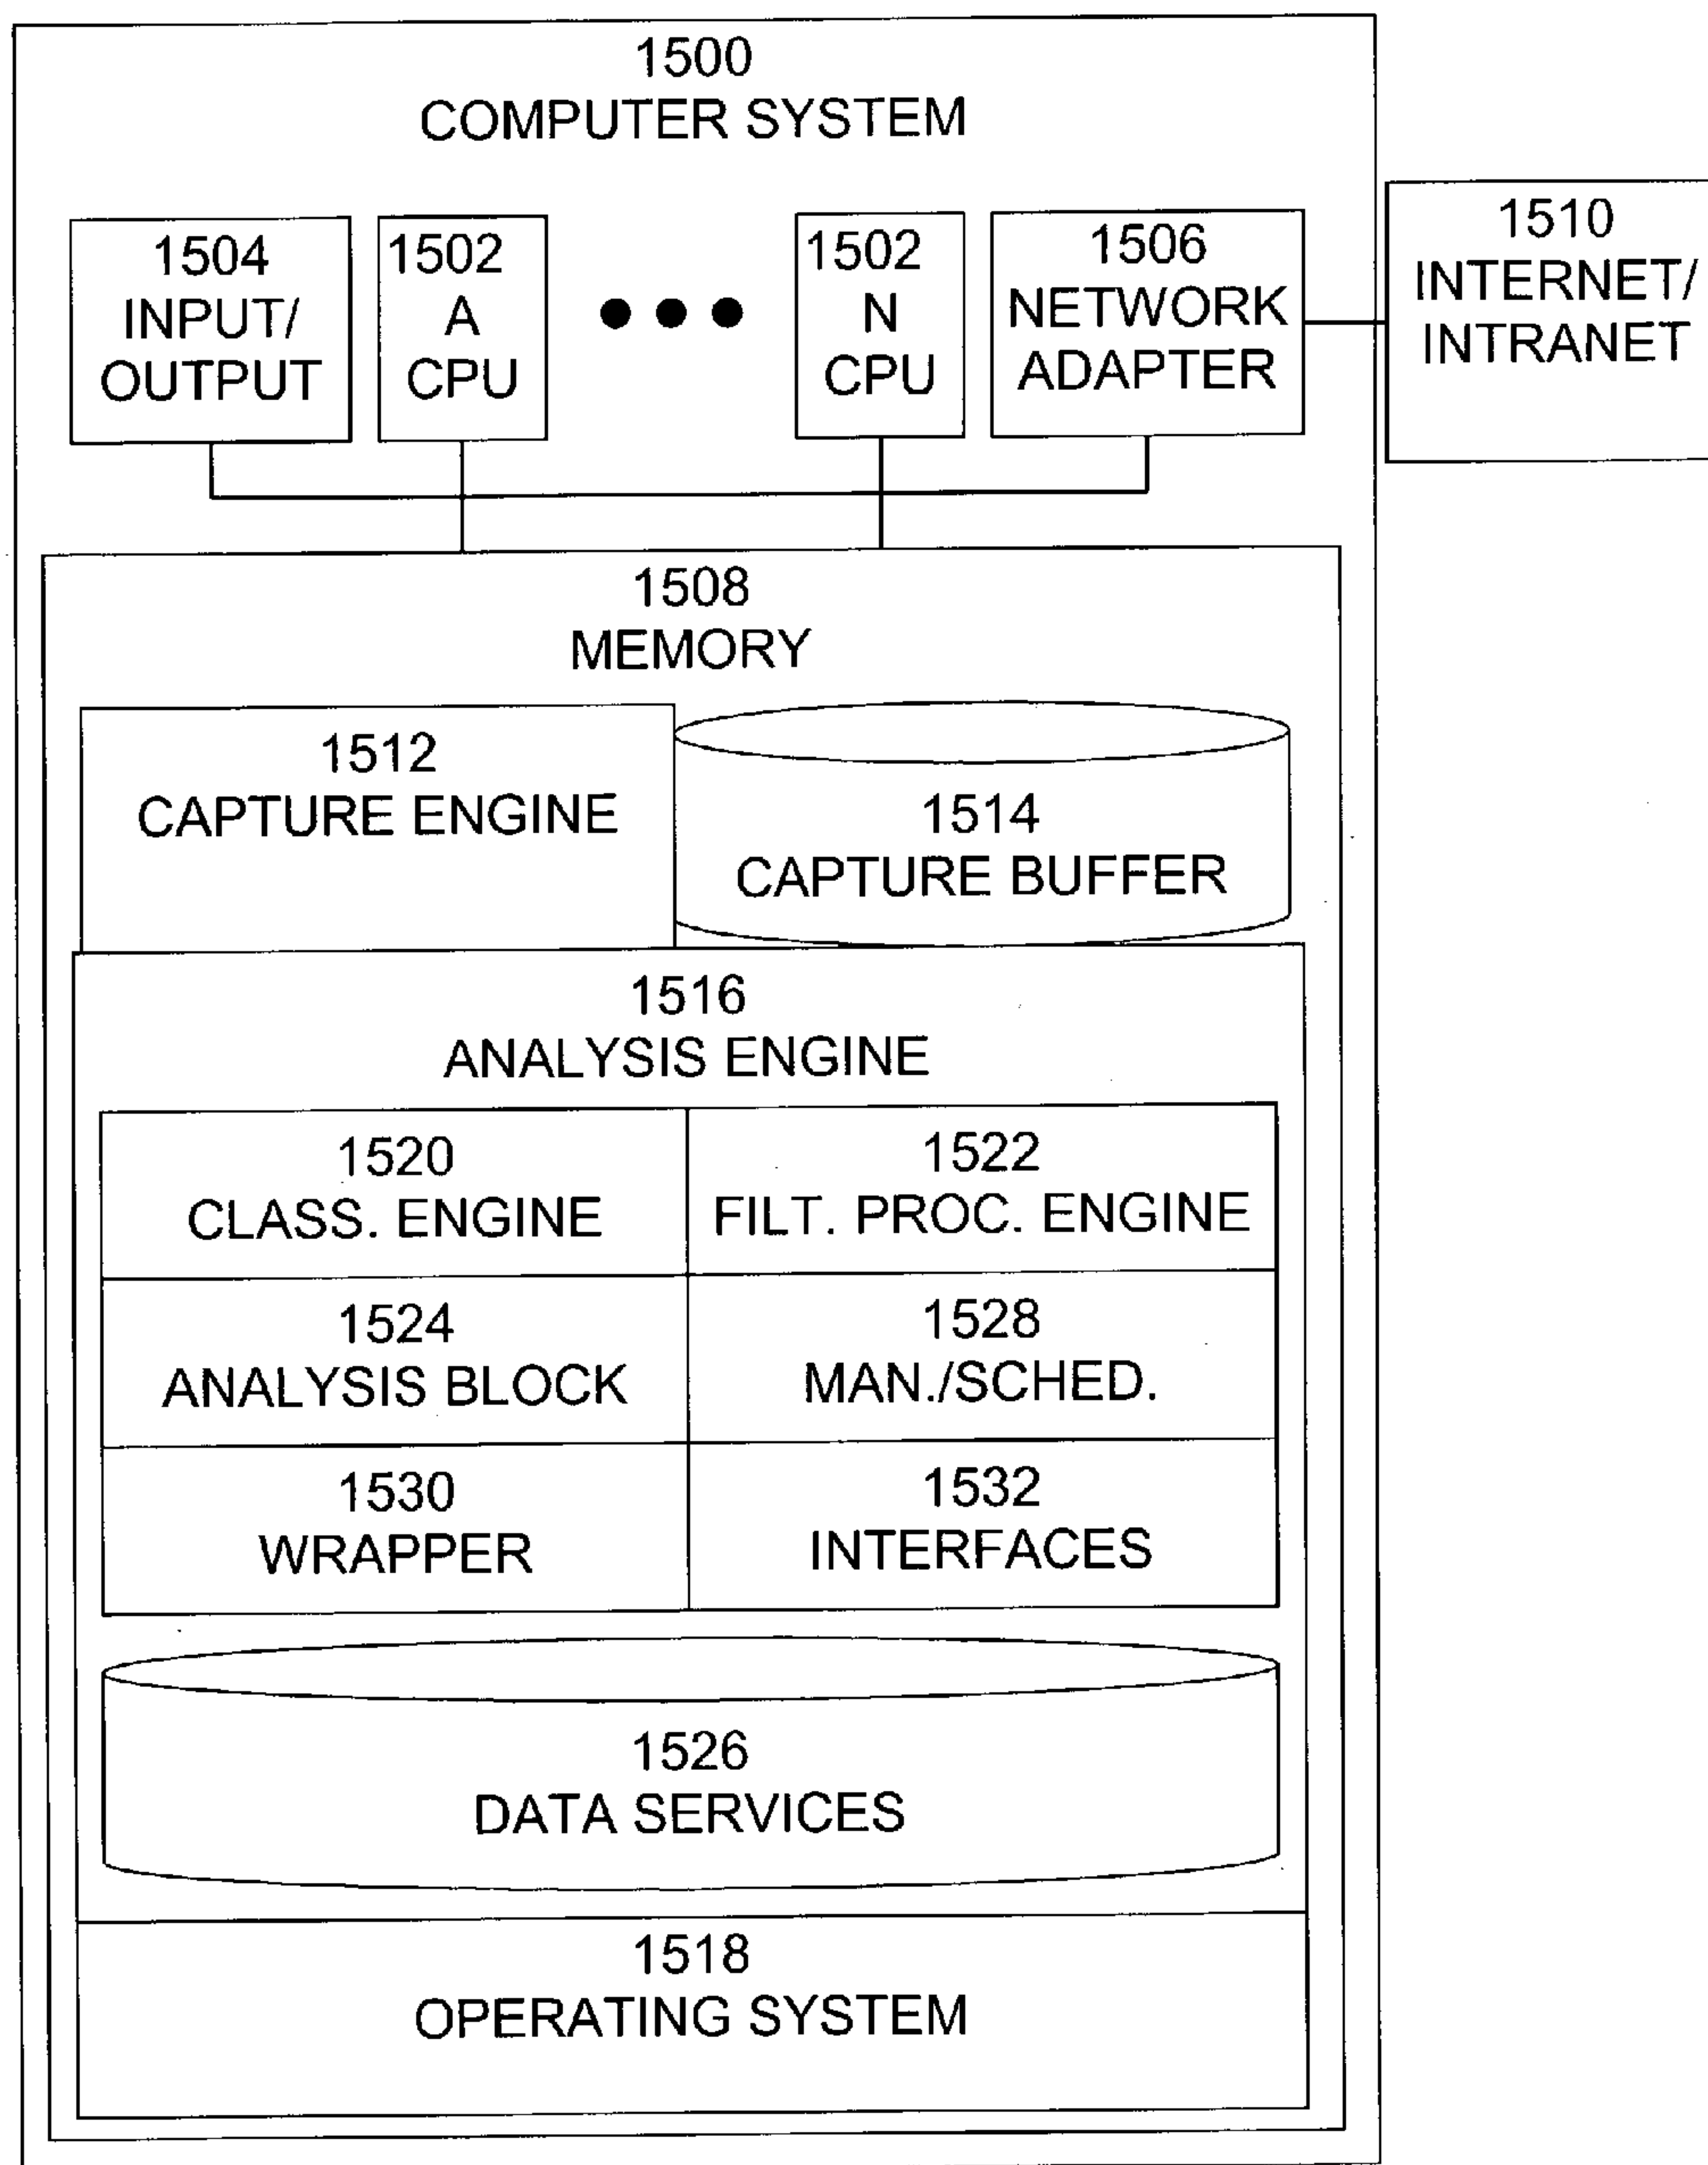 1500
COMPUTER SYSTEM
1504
INPUT/
OUTPUT
1502
A
CPU
1502
N
CPU
1506
NETWORK
ADAPTER
1510
INTERNET/
INTRANET
1508
MEMORY
1512
CAPTURE ENGINE
1514
CAPTURE BUFFER
1516
ANALYSIS ENGINE
1520
CLASS. ENGINE
1522
FILT. PROC. ENGINE
1524
ANALYSIS BLOCK
1528
MAN./SCHED.
1530
WRAPPER
1532
INTERFACES
1526
DATA SERVICES
1518
OPERATING SYSTEM